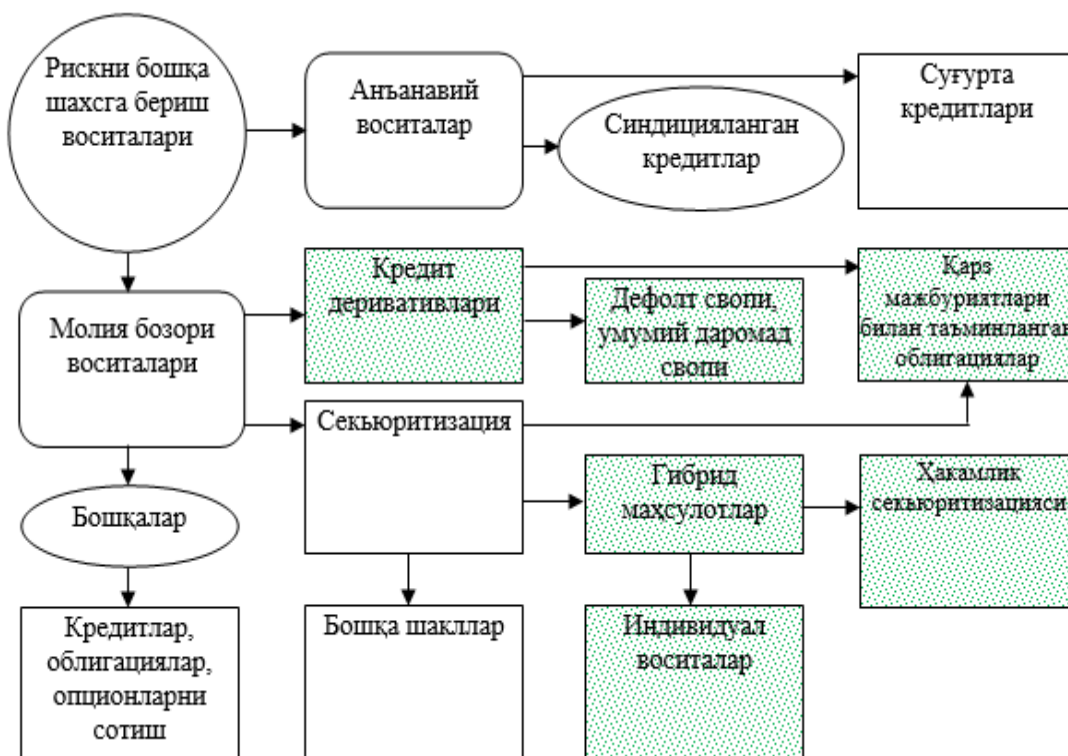 Рискни бошқа
шахсга бериш
воситалари
Анъанавий
воситалар
Синдицияланган
кредитлар
Суғурта
кредитлари
Молия бозори
воситалари
Кредит
деривативлари
Дефолт свопи,
умумий даромад
свопи
Қарз
мажбуриятлари
билан таъминланган
облигациялар
Секьюритизация
Гибрид
маҳсулотлар
Ҳакамлик
секьюритизацияси
Бошқалар
Кредитлар,
облигациялар,
опционларни
сотиш
Бошқа шакллар
Индивидуал
воситалар